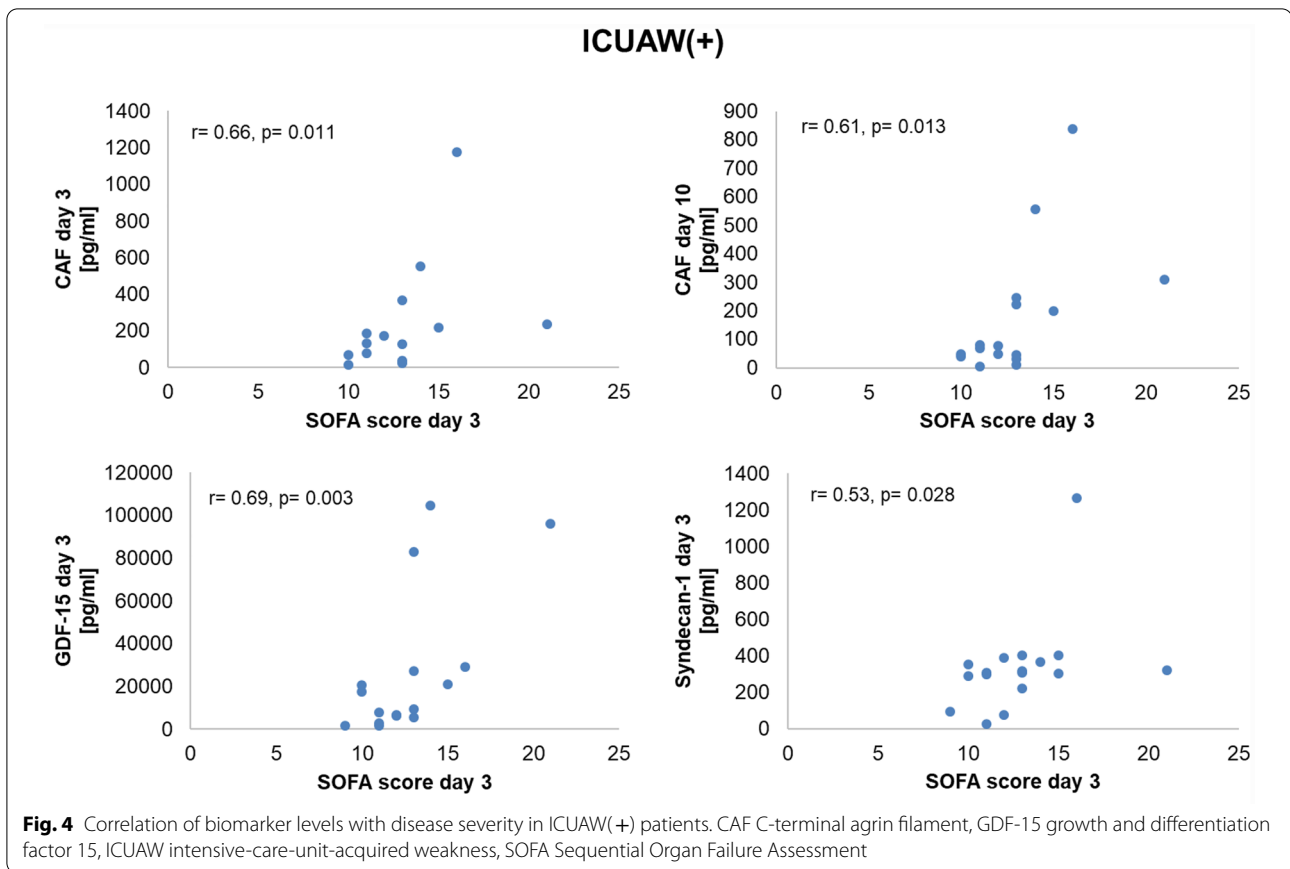 ICUAW(+)
r= 0.66, p= 0.011
CAF day 3
[pg/ml]
1400
1200
1000
800
600
400
200
0
0 5 10 15 20 25
SOFA score day 3
r= 0.61, p= 0.013
CAF day 10
[pg/ml]
900
800
700
600
500
400
300
200
100
0
0 5 10 15 20 25
SOFA score day 3
r= 0.69, p= 0.003
GDF-15 day 3
[pg/ml]
120000
100000
80000
60000
40000
20000
0
0 5 10 15 20 25
SOFA score day 3
r= 0.53, p= 0.028
Syndecan-1 day 3
[pg/ml]
1400
1200
1000
800
600
400
200
0
0 5 10 15 20 25
SOFA score day 3
Fig. 4 Correlation of biomarker levels with disease severity in ICUAW(+) patients. CAF C-terminal agrin filament, GDF-15 growth and differentiation
factor 15, ICUAW intensive-care-unit-acquired weakness, SOFA Sequential Organ Failure Assessment